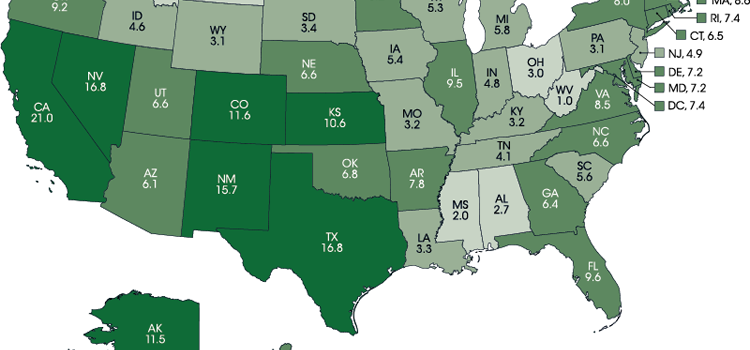 9.2
ID
4.6
WY
3.1
SD
3.4
5.3
MI
5.8
8.0
MA, 8.6
RI, 7.4
CT, 6.5
NJ, 4.9
DE, 7.2
MD, 7.2
DC, 7.4
PA
3.1
IA
5.4
NE
6.6
IL
9.5
IN
4.8
OH
3.0
WV
1.0
VA
8.5
NV
16.8
UT
6.6
CO
11.6
KS
10.6
MO
3.2
KY
3.2
CA
21.0
NC
6.6
TN
4.1
SC
5.6
AZ
6.1
NM
15.7
OK
6.8
AR
7.8
MS
2.0
AL
2.7
GA
6.4
TX
16.8
LA
3.3
FL
9.6
AK
11.5